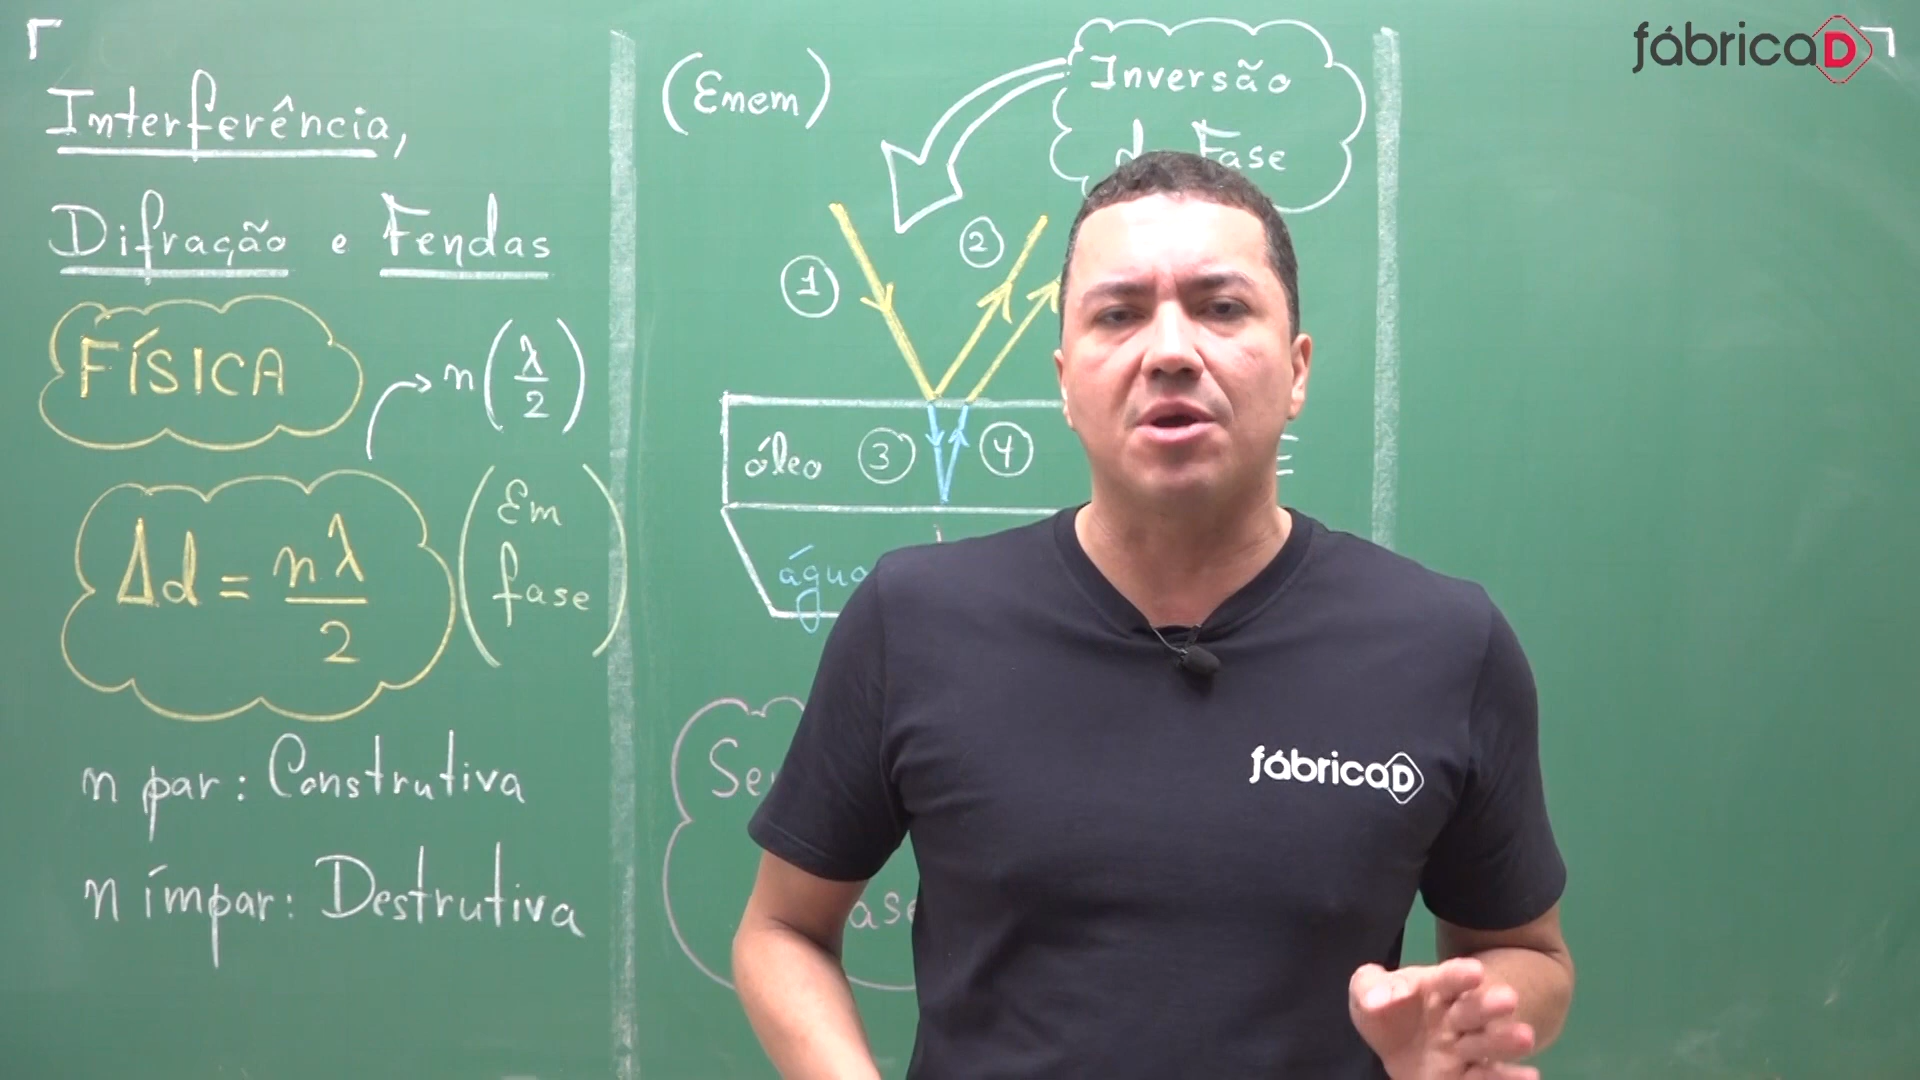 Interferência,
Difração e Fendas
FÍSICA
n(λ/2)
Δd = nλ/2
(Em
fase)
n par: Construtiva
n ímpar: Destrutiva
(Enem)
Inversão
Fase
1
2
óleo 3 4
água
fábricaD
fábricaD